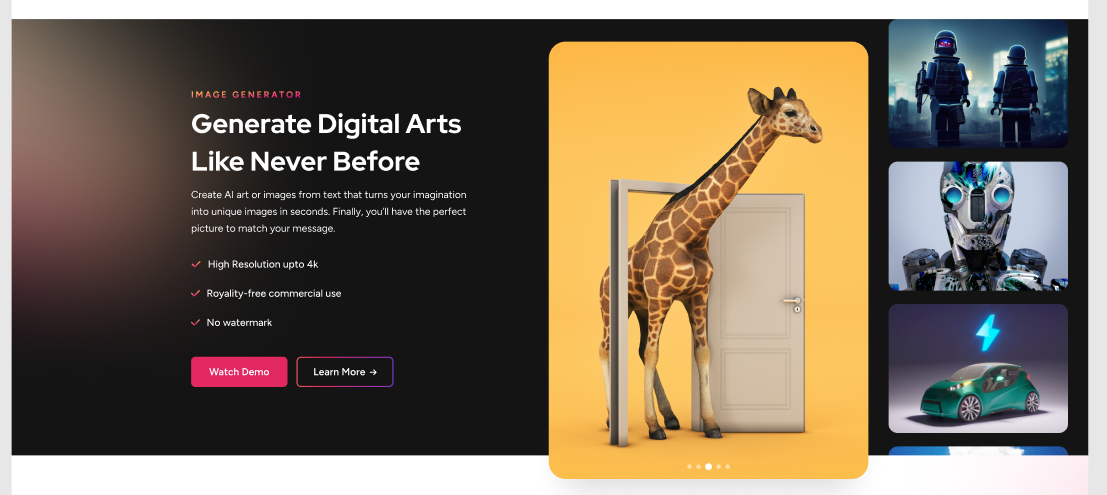 IMAGE GENERATOR
Generate Digital Arts
Like Never Before
Create AI art or images from text that turns your imagination
into unique images in seconds. Finally, you'll have the perfect
picture to match your message.
High Resolution upto 4k
Royality-free commercial use
No watermark
Watch Demo
Learn More →